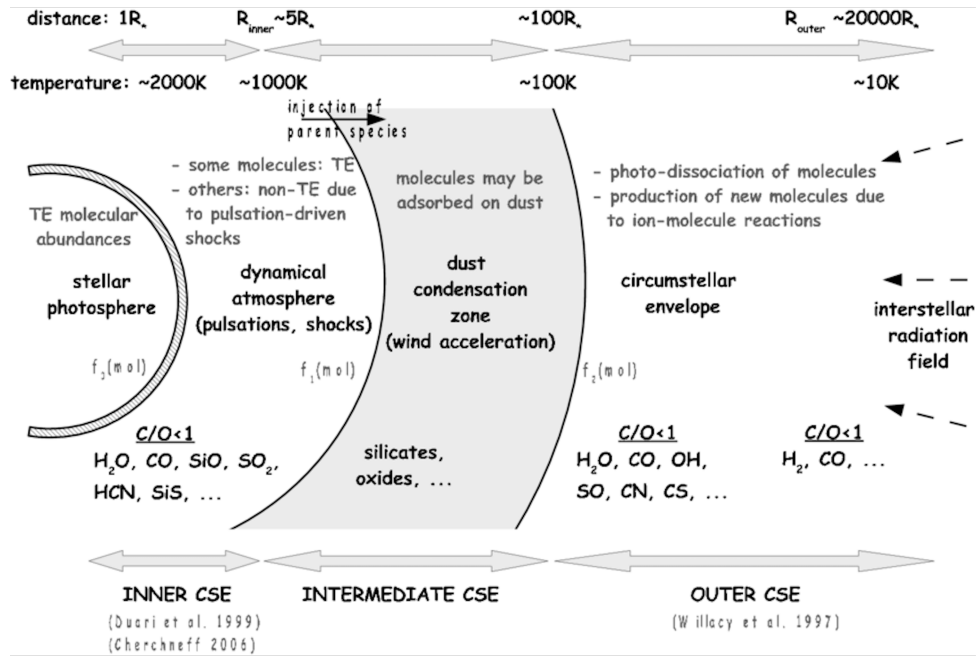 distance: 1R* R_inner~5R* ~100R* R_outer ~20000R*
temperature: ~2000K ~1000K ~100K ~10K
injection of
parent species
- some molecules: TE
- others: non-TE due
to pulsation-driven
shocks
molecules may be
adsorbed on dust
- photo-dissociation of molecules
- production of new molecules due
to ion-molecule reactions
TE molecular
abundances
stellar
photosphere
dynamical
atmosphere
(pulsations, shocks)
dust
condensation
zone
(wind acceleration)
circumstellar
envelope
interstellar
radiation
field
f₃(mol) f₁(mol) f₂(mol)
C/O<1
H₂O, CO, SiO, SO₂,
HCN, SiS, ...
silicates,
oxides, ...
C/O<1
H₂O, CO, OH,
SO, CN, CS, ...
C/O<1
H₂, CO, ...
INNER CSE INTERMEDIATE CSE OUTER CSE
(Duari et al. 1999)
(Cherchneff 2006)
(Willacy et al. 1997)